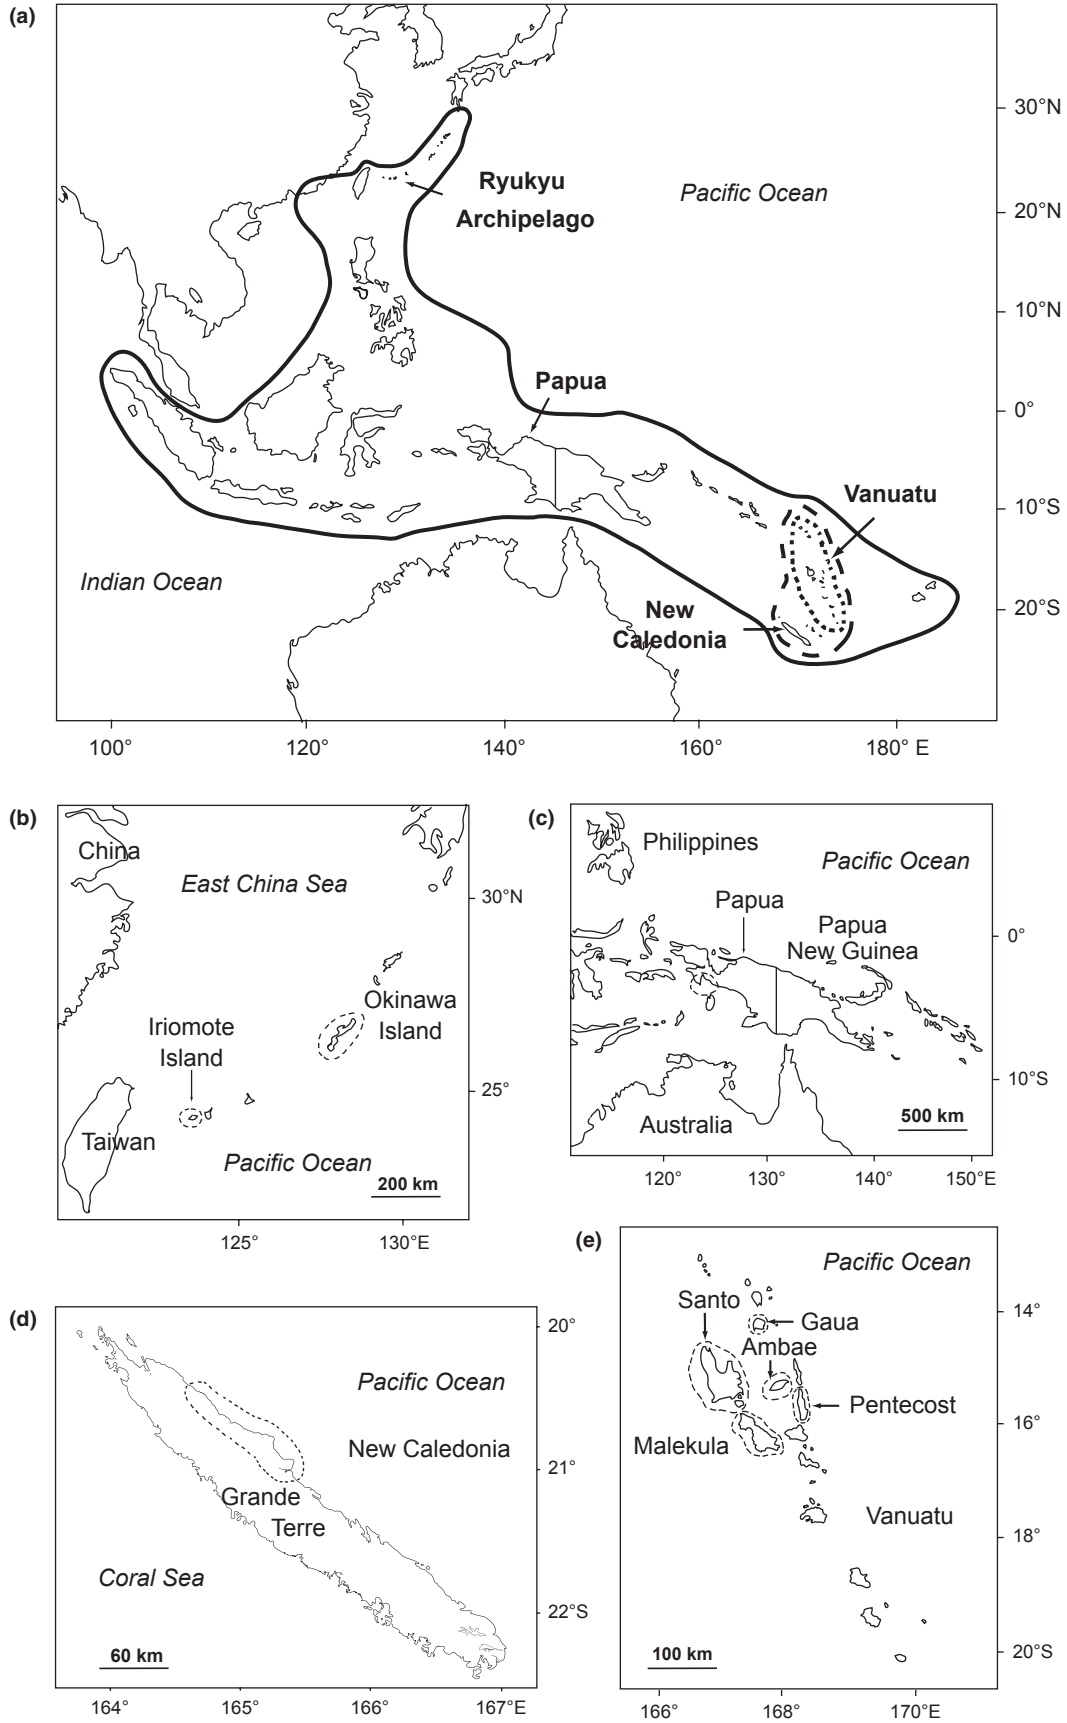 (a)
30°N
Ryukyu
Archipelago
Pacific Ocean
20°N
10°N
Papua
0°
Vanuatu
10°S
Indian Ocean
New
Caledonia
20°S
100°
120°
140°
160°
180° E
(b)
China
East China Sea
30°N
Okinawa
Island
Iriomote
Island
25°
Taiwan
Pacific Ocean
200 km
125°
130°E
(c)
Philippines
Pacific Ocean
Papua
Papua
New Guinea
0°
10°S
Australia
500 km
120°
130°
140°
150°E
(d)
20°
Pacific Ocean
New Caledonia
21°
Grande
Terre
Coral Sea
22°S
60 km
164°
165°
166°
167°E
(e)
Pacific Ocean
Santo
14°
Gaua
Ambae
Pentecost
16°
Malekula
Vanuatu
18°
100 km
20°S
166°
168°
170°E